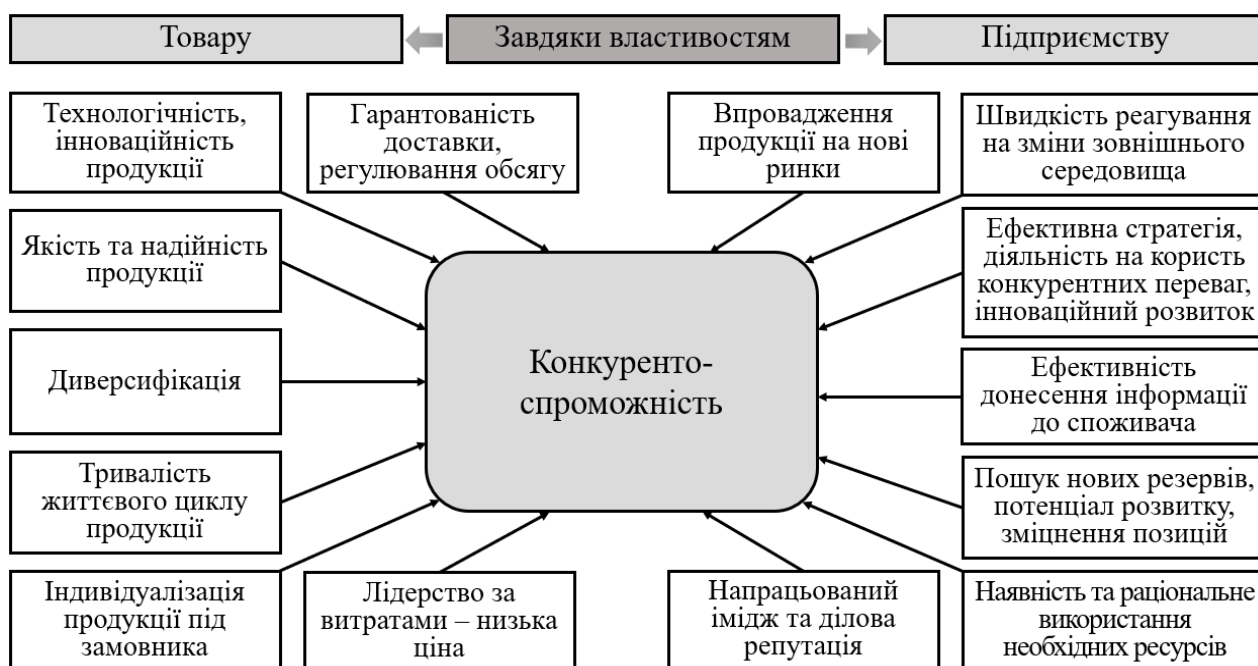 Товару
Завдяки властивостям
Підприємству
Технологічність,
інноваційність
продукції
Гарантованість
доставки,
регулювання обсягу
Впровадження
продукції на нові
ринки
Швидкість реагування
на зміни зовнішнього
середовища
Якість та надійність
продукції
Ефективна стратегія,
діяльність на користь
конкурентних переваг,
інноваційний розвиток
Диверсифікація
Конкуренто-
спроможність
Ефективність
донесення інформації
до споживача
Тривалість
життєвого циклу
продукції
Пошук нових резервів,
потенціал розвитку,
зміцнення позицій
Індивідуалізація
продукції під
замовника
Лідерство за
витратами – низька
ціна
Напрацьований
імідж та ділова
репутація
Наявність та раціональне
використання
необхідних ресурсів